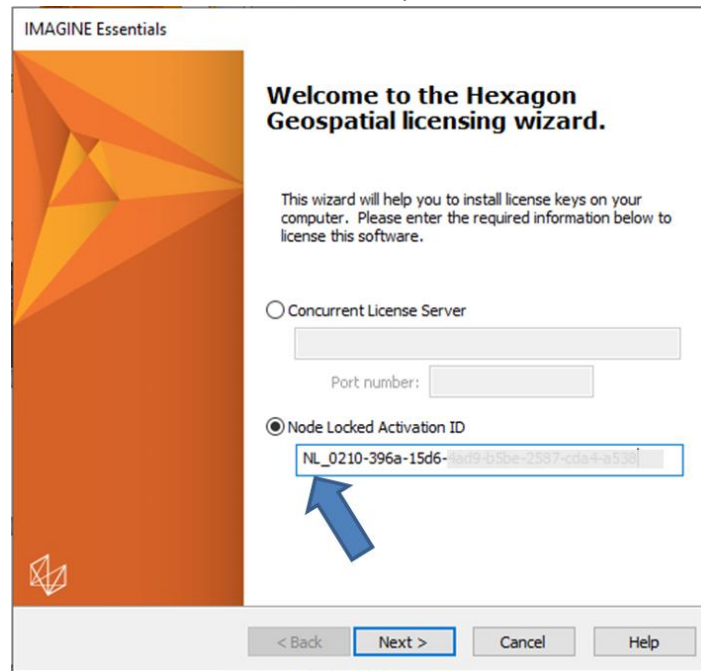 IMAGINE Essentials
Welcome to the Hexagon
Geospatial licensing wizard.
This wizard will help you to install license keys on your
computer. Please enter the required information below to
license this software.
Concurrent License Server
Port number:
Node Locked Activation ID
NL_0210-396a-15d6-
< Back Next > Cancel Help